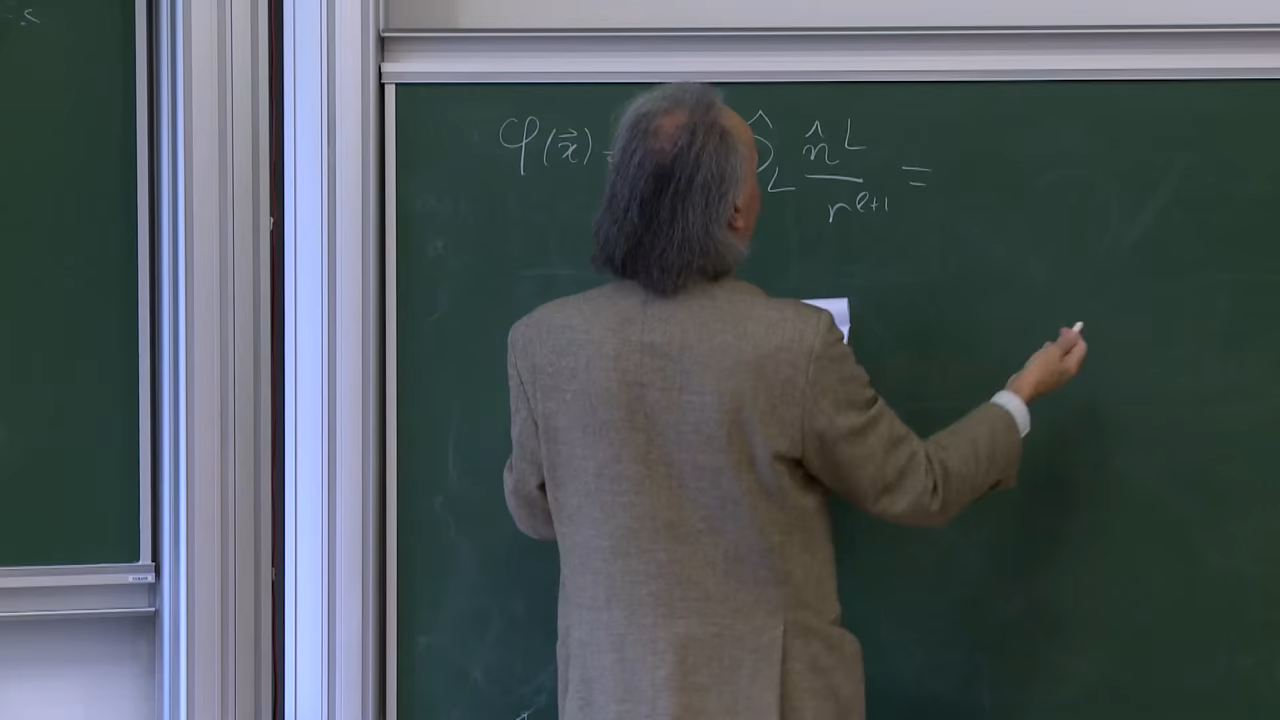 φ(x⃗) = ^_L n̂^L / r^{ℓ+1} =